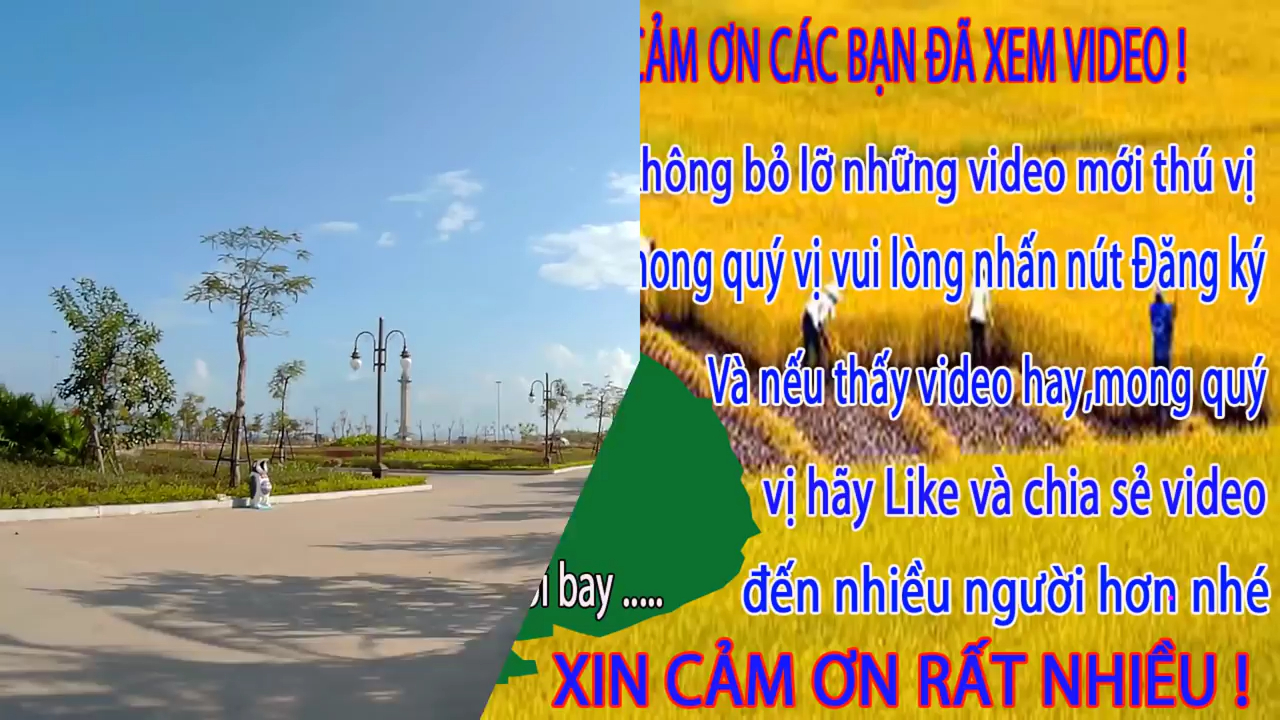 CẢM ƠN CÁC BẠN ĐÃ XEM VIDEO !
bỏ lỡ những video mới thú vị
quý vị vui lòng nhấn nút Đăng ký
Và nếu thấy video hay,mong quý
vị hãy Like và chia sẻ video
bay .....
đến nhiều người hơn nhé
XIN CẢM ƠN RẤT NHIỀU !